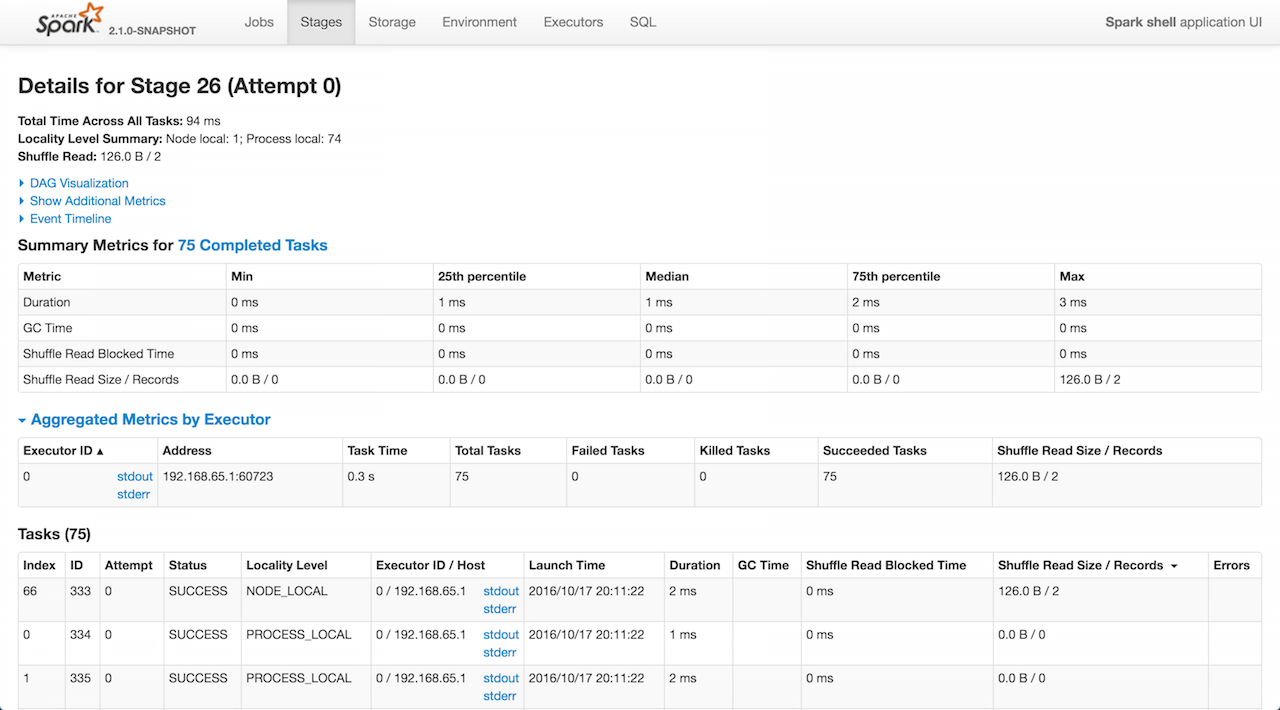 APACHE
Spark 2.1.0-SNAPSHOT Jobs Stages Storage Environment Executors SQL Spark shell application UI
Details for Stage 26 (Attempt 0)
Total Time Across All Tasks: 94 ms
Locality Level Summary: Node local: 1; Process local: 74
Shuffle Read: 126.0 B / 2
DAG Visualization
Show Additional Metrics
Event Timeline
Summary Metrics for 75 Completed Tasks
Metric Min 25th percentile Median 75th percentile Max
Duration 0 ms 1 ms 1 ms 2 ms 3 ms
GC Time 0 ms 0 ms 0 ms 0 ms 0 ms
Shuffle Read Blocked Time 0 ms 0 ms 0 ms 0 ms 0 ms
Shuffle Read Size / Records 0.0 B / 0 0.0 B / 0 0.0 B / 0 0.0 B / 0 126.0 B / 2
Aggregated Metrics by Executor
Executor ID ▲ Address Task Time Total Tasks Failed Tasks Killed Tasks Succeeded Tasks Shuffle Read Size / Records
0 stdout 192.168.65.1:60723 0.3 s 75 0 0 75 126.0 B / 2
stderr
Tasks (75)
Index ID Attempt Status Locality Level Executor ID / Host Launch Time Duration GC Time Shuffle Read Blocked Time Shuffle Read Size / Records Errors
66 333 0 SUCCESS NODE_LOCAL 0 / 192.168.65.1 stdout 2016/10/17 20:11:22 2 ms 0 ms 126.0 B / 2
stderr
0 334 0 SUCCESS PROCESS_LOCAL 0 / 192.168.65.1 stdout 2016/10/17 20:11:22 1 ms 0 ms 0.0 B / 0
stderr
1 335 0 SUCCESS PROCESS_LOCAL 0 / 192.168.65.1 stdout 2016/10/17 20:11:22 2 ms 0 ms 0.0 B / 0
stderr